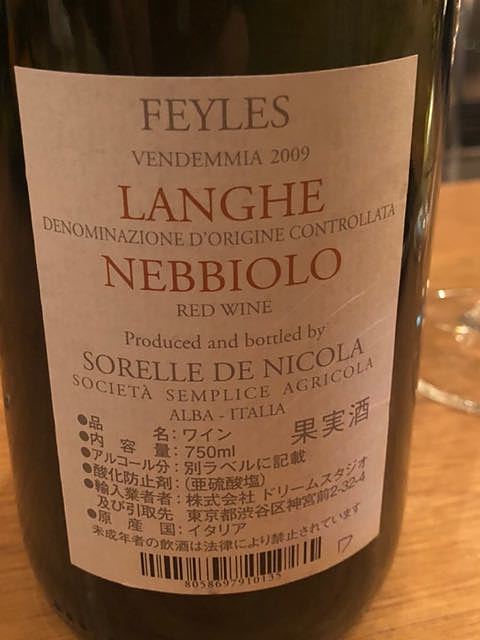 FEYLES
VENDEMMIA 2009
LANGHE
DENOMINAZIONE D'ORIGINE CONTROLLATA
NEBBIOLO
RED WINE
Produced and bottled by
SORELLE DE NICOLA
SOCIETÀ SEMPLICE AGRICOLA
ALBA - ITALIA
果実酒
●品 名:ワイン
●内 容 量:750ml
●アルコール分:別ラベルに記載
●酸化防止剤:(亜硫酸塩)
●輸入業者者:株式会社 ドリームスタジオ
及び引取先 東京都渋谷区神宮前2-32-4
●原 産 国:イタリア
未成年者の飲酒は法律により禁止されています
ワ
8058697910135